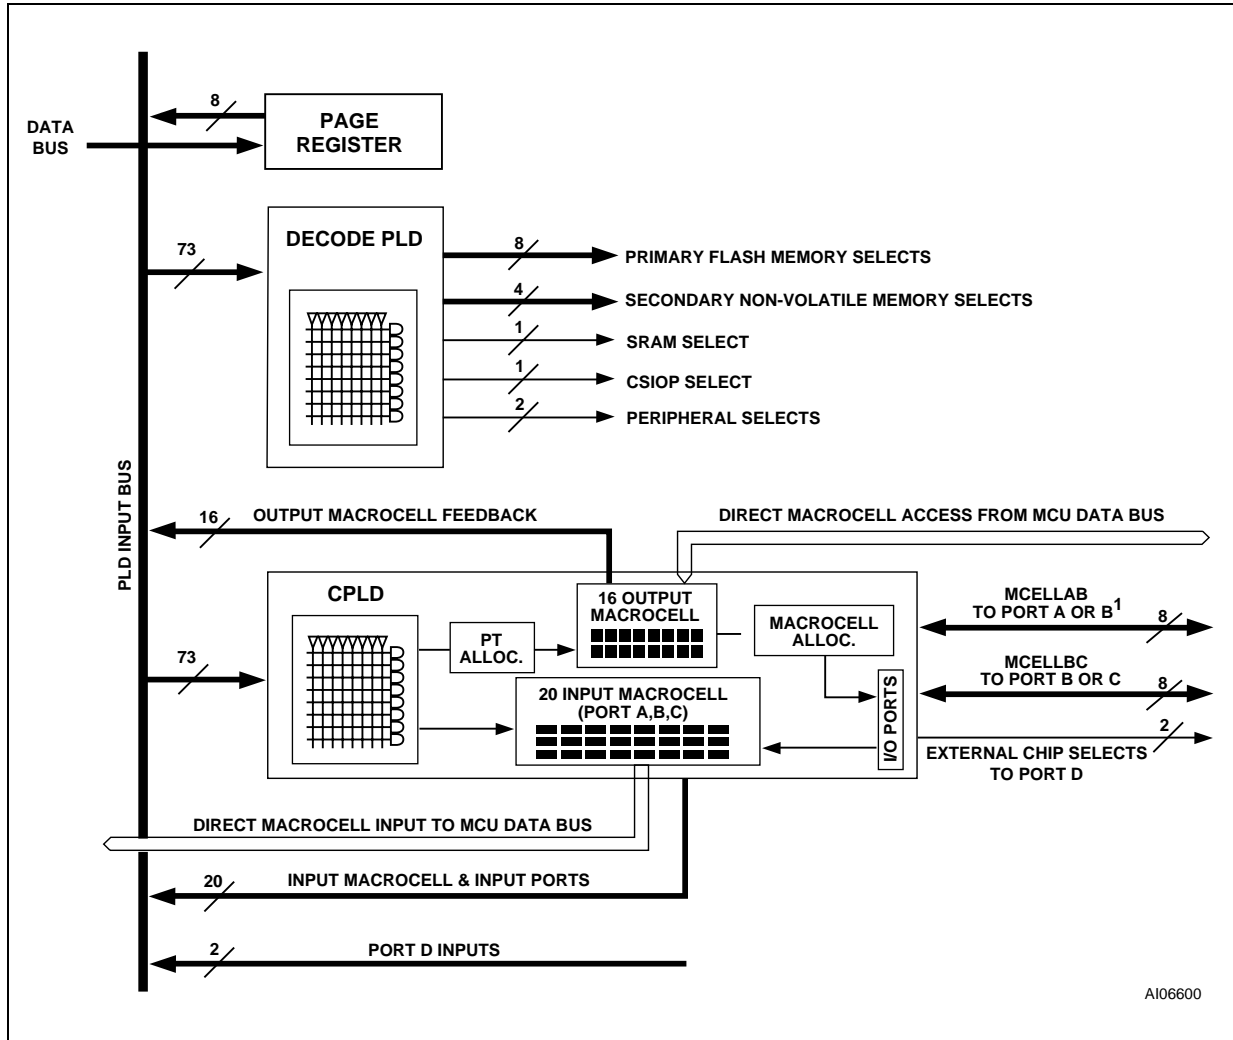 8
PAGE
REGISTER
DATA
BUS
73
DECODE PLD
8
PRIMARY FLASH MEMORY SELECTS
4
SECONDARY NON-VOLATILE MEMORY SELECTS
1
SRAM SELECT
1
CSIOP SELECT
2
PERIPHERAL SELECTS
PLD INPUT BUS
16
OUTPUT MACROCELL FEEDBACK
DIRECT MACROCELL ACCESS FROM MCU DATA BUS
CPLD
73
PT
ALLOC.
16 OUTPUT
MACROCELL
MACROCELL
ALLOC.
20 INPUT MACROCELL
(PORT A,B,C)
I/O PORTS
MCELLAB
TO PORT A OR B1
8
MCELLBC
TO PORT B OR C
8
2
EXTERNAL CHIP SELECTS
TO PORT D
DIRECT MACROCELL INPUT TO MCU DATA BUS
20
INPUT MACROCELL & INPUT PORTS
2
PORT D INPUTS
AI06600